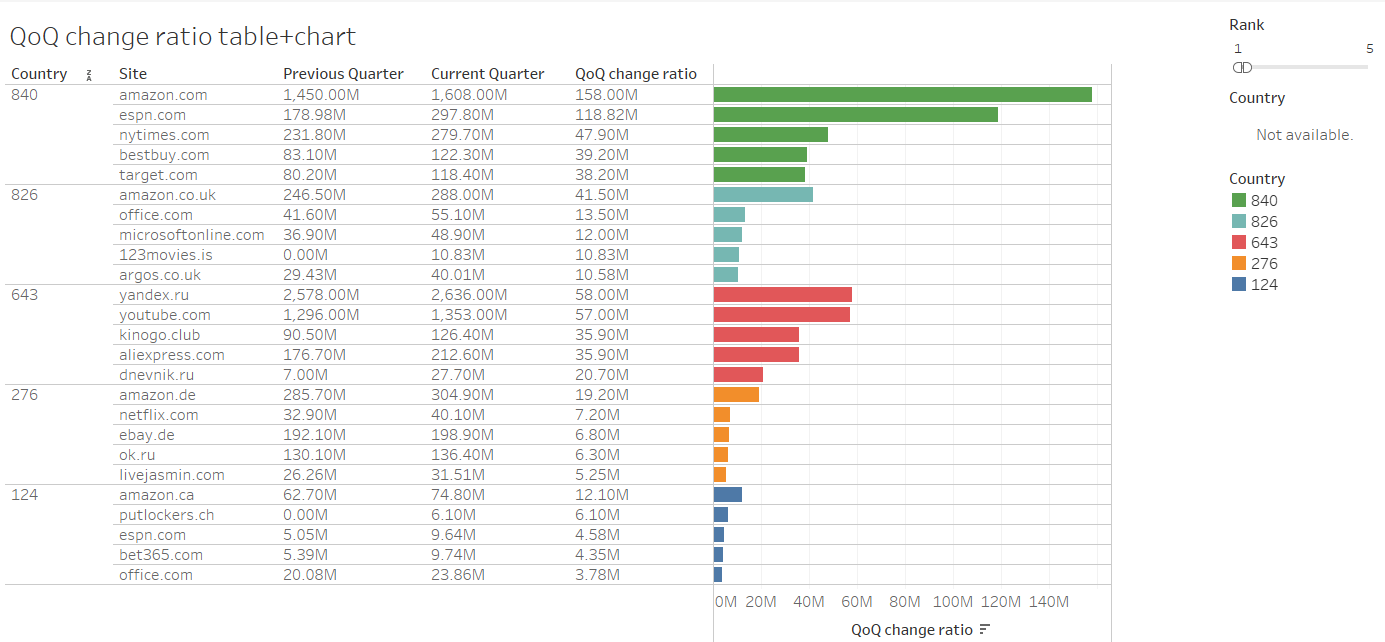 QoQ change ratio table+chart
Country Site Previous Quarter Current Quarter QoQ change ratio
840 amazon.com 1,450.00M 1,608.00M 158.00M
espn.com 178.98M 297.80M 118.82M
nytimes.com 231.80M 279.70M 47.90M
bestbuy.com 83.10M 122.30M 39.20M
target.com 80.20M 118.40M 38.20M
826 amazon.co.uk 246.50M 288.00M 41.50M
office.com 41.60M 55.10M 13.50M
microsoftonline.com 36.90M 48.90M 12.00M
123movies.is 0.00M 10.83M 10.83M
argos.co.uk 29.43M 40.01M 10.58M
643 yandex.ru 2,578.00M 2,636.00M 58.00M
youtube.com 1,296.00M 1,353.00M 57.00M
kinogo.club 90.50M 126.40M 35.90M
aliexpress.com 176.70M 212.60M 35.90M
dnevnik.ru 7.00M 27.70M 20.70M
276 amazon.de 285.70M 304.90M 19.20M
netflix.com 32.90M 40.10M 7.20M
ebay.de 192.10M 198.90M 6.80M
ok.ru 130.10M 136.40M 6.30M
livejasmin.com 26.26M 31.51M 5.25M
124 amazon.ca 62.70M 74.80M 12.10M
putlockers.ch 0.00M 6.10M 6.10M
espn.com 5.05M 9.64M 4.58M
bet365.com 5.39M 9.74M 4.35M
office.com 20.08M 23.86M 3.78M
0M 20M 40M 60M 80M 100M 120M 140M
QoQ change ratio
Rank
1 5
Country
Not available.
Country
840
826
643
276
124